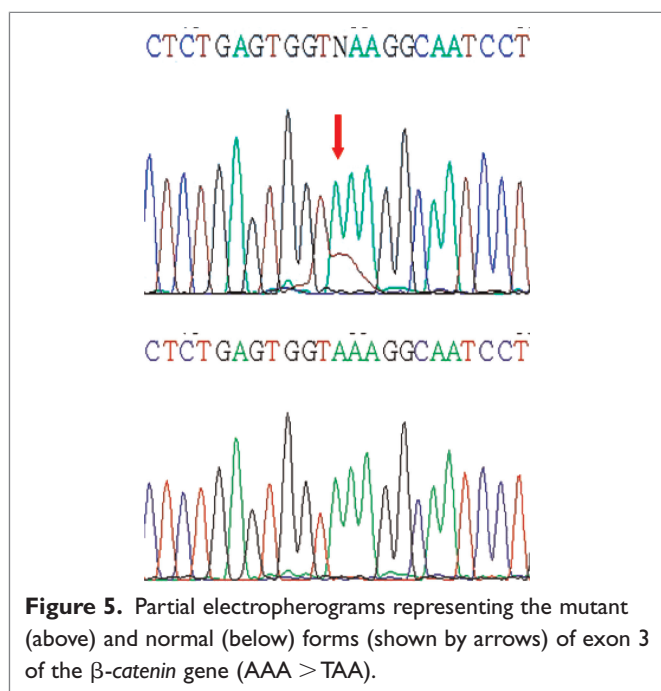 CTCTGAGTGGTNAAGGCAATCCT
CTCTGAGTGGTAAAGGCAATCCT
Figure 5. Partial electropherograms representing the mutant
(above) and normal (below) forms (shown by arrows) of exon 3
of the β-catenin gene (AAA > TAA).